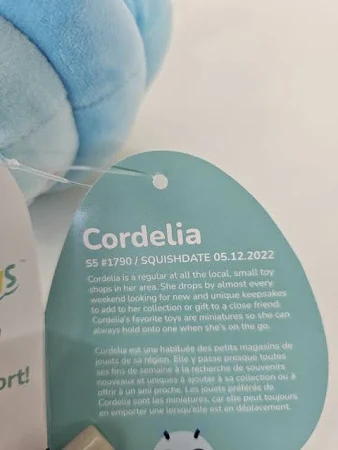 Cordelia
S5 #1790 / SQUISHDATE 05.12.2022
Cordelia is a regular at all the local, small toy
shops in her area. She drops by almost every
weekend looking for new and unique keepsakes
to add to her collection or gift to a close friend.
Cordelia's favorite toys are miniatures so she can
always hold onto one when she's on the go.
Cordelia est une habituée des petits magasins de
jouets de sa région. Elle y passe presque toutes
ses fins de semaine à la recherche de souvenirs
nouveaux et uniques à ajouter à sa collection ou à
offrir à un ami proche. Les jouets préférés de
Cordelia sont les miniatures, car elle peut toujours
en emporter une lorsqu'elle est en déplacement.